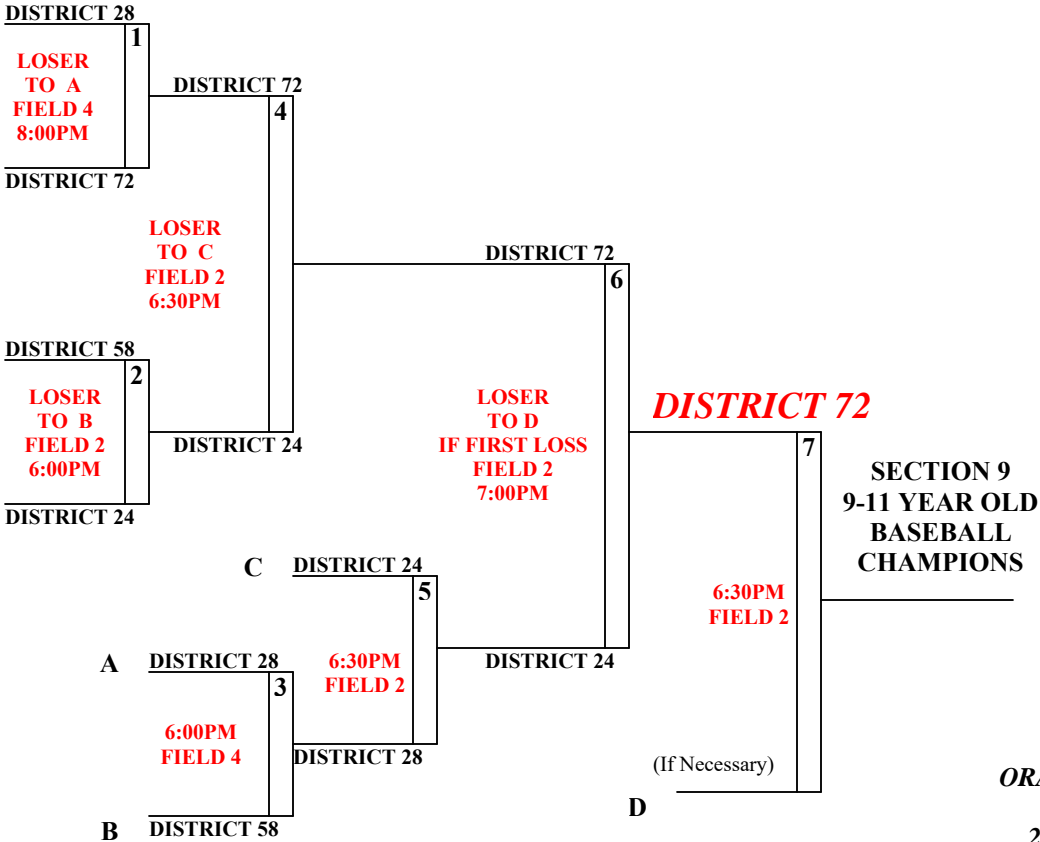 DISTRICT 28
1
LOSER
TO A
FIELD 4
8:00PM
DISTRICT 72
DISTRICT 72
4
LOSER
TO C
FIELD 2
6:30PM
DISTRICT 58
2
LOSER
TO B
FIELD 2
6:00PM
DISTRICT 24
DISTRICT 24
DISTRICT 72
6
LOSER
TO D
IF FIRST LOSS
FIELD 2
7:00PM
DISTRICT 72
7
SECTION 9
9-11 YEAR OLD
BASEBALL
CHAMPIONS
6:30PM
FIELD 2
C DISTRICT 24
5
6:30PM
FIELD 2
DISTRICT 24
A DISTRICT 28
3
6:00PM
FIELD 4
DISTRICT 28
B DISTRICT 58
(If Necessary)
D
ORA
2